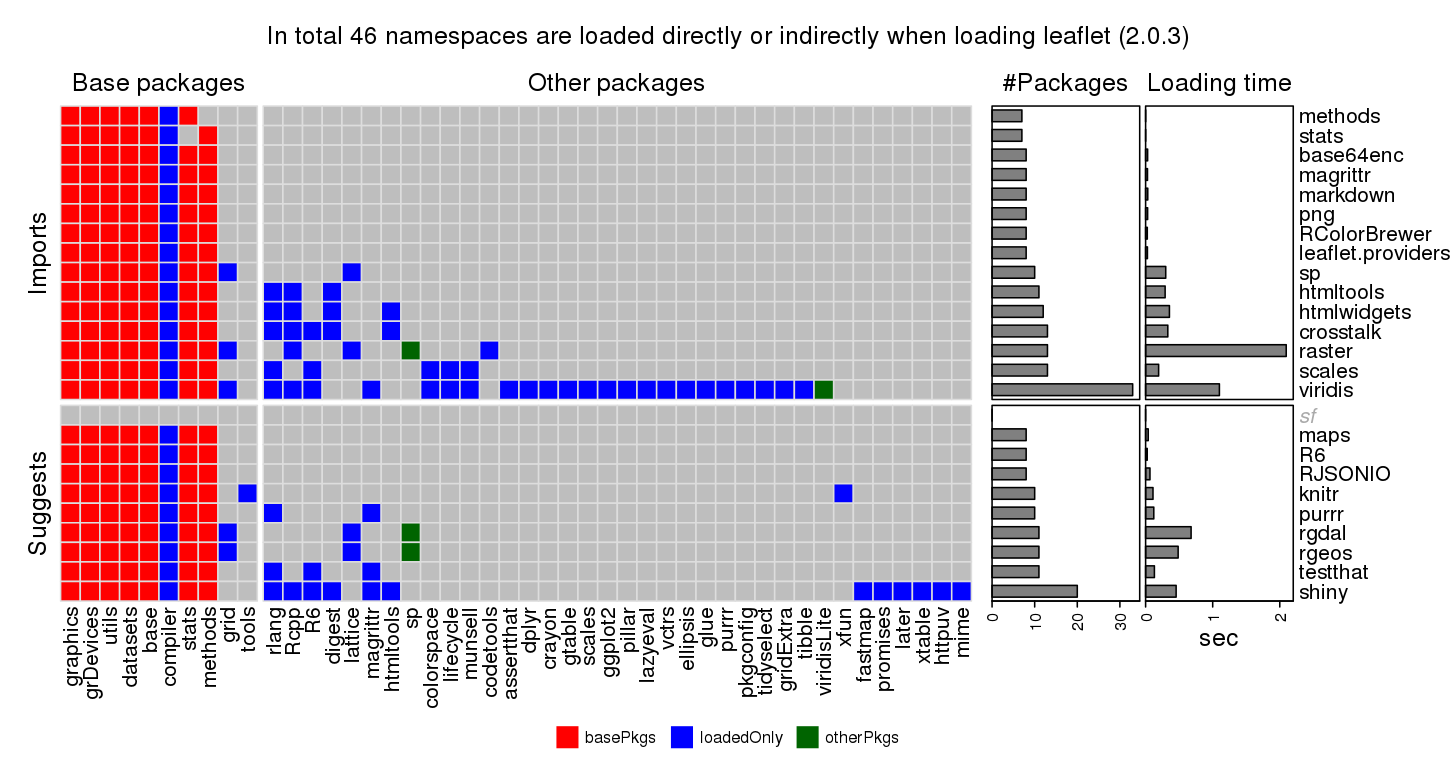 In total 46 namespaces are loaded directly or indirectly when loading leaflet (2.0.3)
Base packages
Other packages
#Packages
Loading time
Imports
Suggests
methods
stats
base64enc
magrittr
markdown
png
RColorBrewer
leaflet.providers
sp
htmltools
htmlwidgets
crosstalk
raster
scales
viridis
sf
maps
R6
RJSONIO
knitr
purrr
rgdal
rgeos
testthat
shiny
graphics
grDevices
utils
datasets
base
compiler
stats
methods
grid
tools
rlang
Rcpp
R6
digest
lattice
magrittr
htmltools
sp
colorspace
lifecycle
munsell
codetools
assertthat
dplyr
crayon
gtable
scales
ggplot2
pillar
lazyeval
vctrs
ellipsis
glue
purrr
pkgconfig
tidyselect
gridExtra
tibble
viridisLite
xfun
fastmap
promises
later
xtable
httpuv
mime
0
10
20
30
0
1
2
sec
basePkgs
loadedOnly
otherPkgs